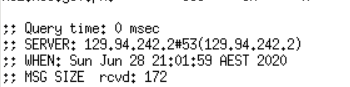 ;; Query time: 0 msec
;; SERVER: 129.94.242.2#53(129.94.242.2)
;; WHEN: Sun Jun 28 21:01:59 AEST 2020
;; MSG SIZE  rcvd: 172